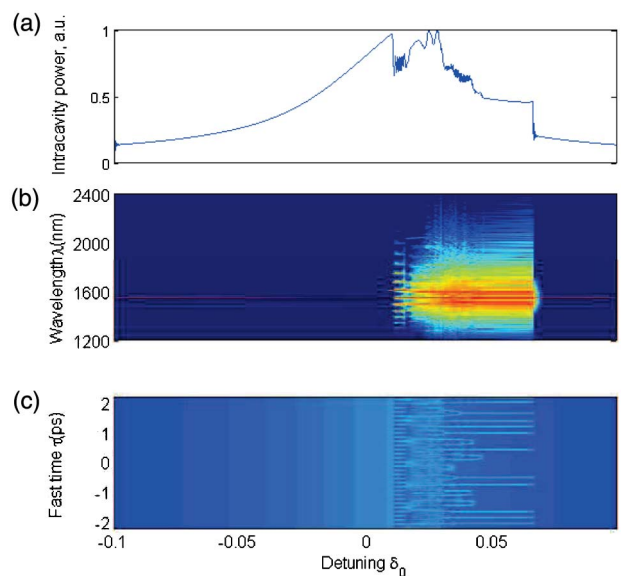 (a)
Intracavity power, a.u.
1
0.5
0
(b)
Wavelength λ(nm)
2400
2000
1600
1200
(c)
Fast time τ(ps)
2
1
0
-1
-2
-0.1 -0.05 0 0.05
Detuning δ₀